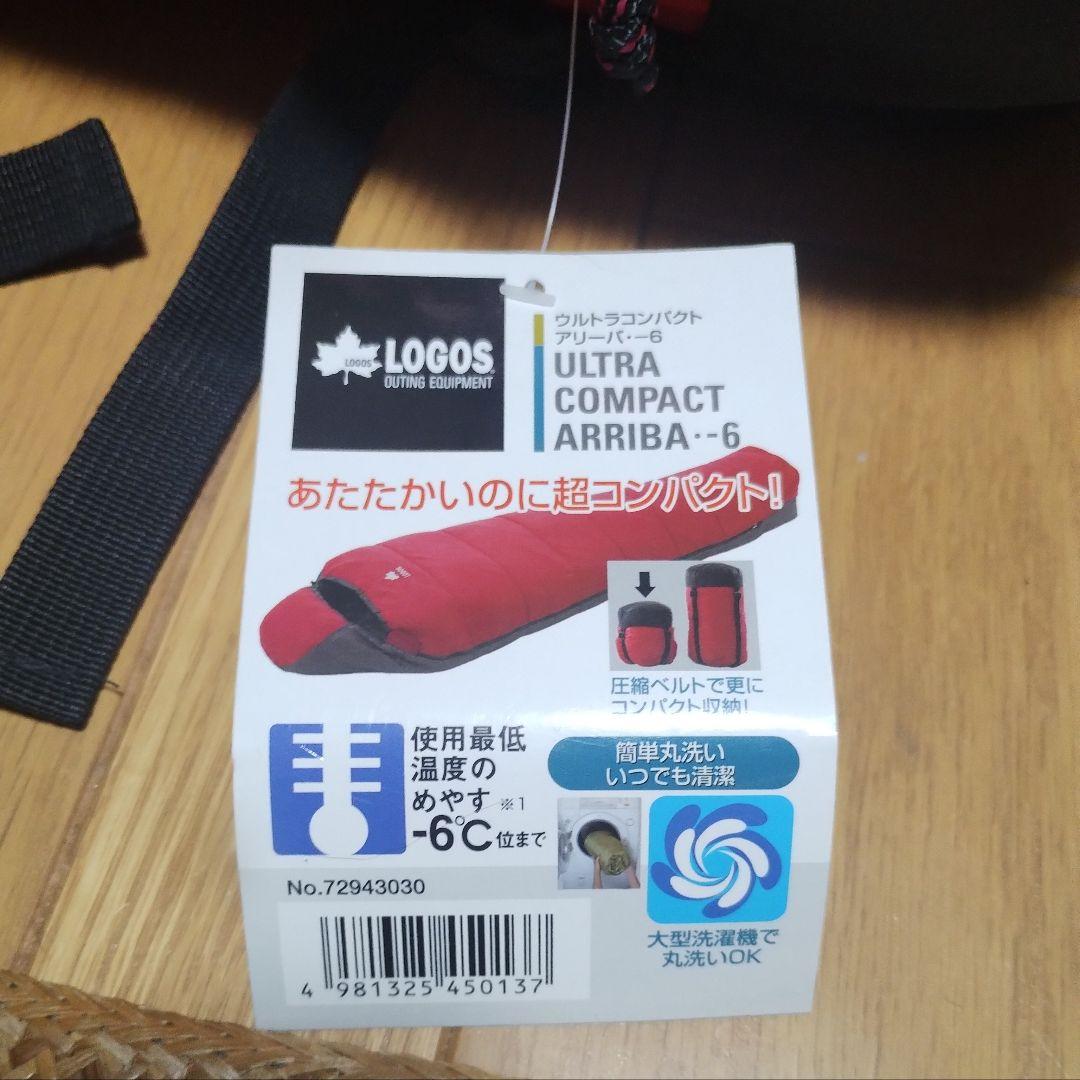 LOGOS
LOGOS
OUTING EQUIPMENT
ウルトラコンパクト
アリーバ・-6
ULTRA
COMPACT
ARRIBA・-6
あたたかいのに超コンパクト!
LOGOS
圧縮ベルトで更に
コンパクト収納!
使用最低
温度の
めやす ※1
-6℃位まで
簡単丸洗い
いつでも清潔
No.72943030
4 981325 450137
大型洗濯機で
丸洗いOK